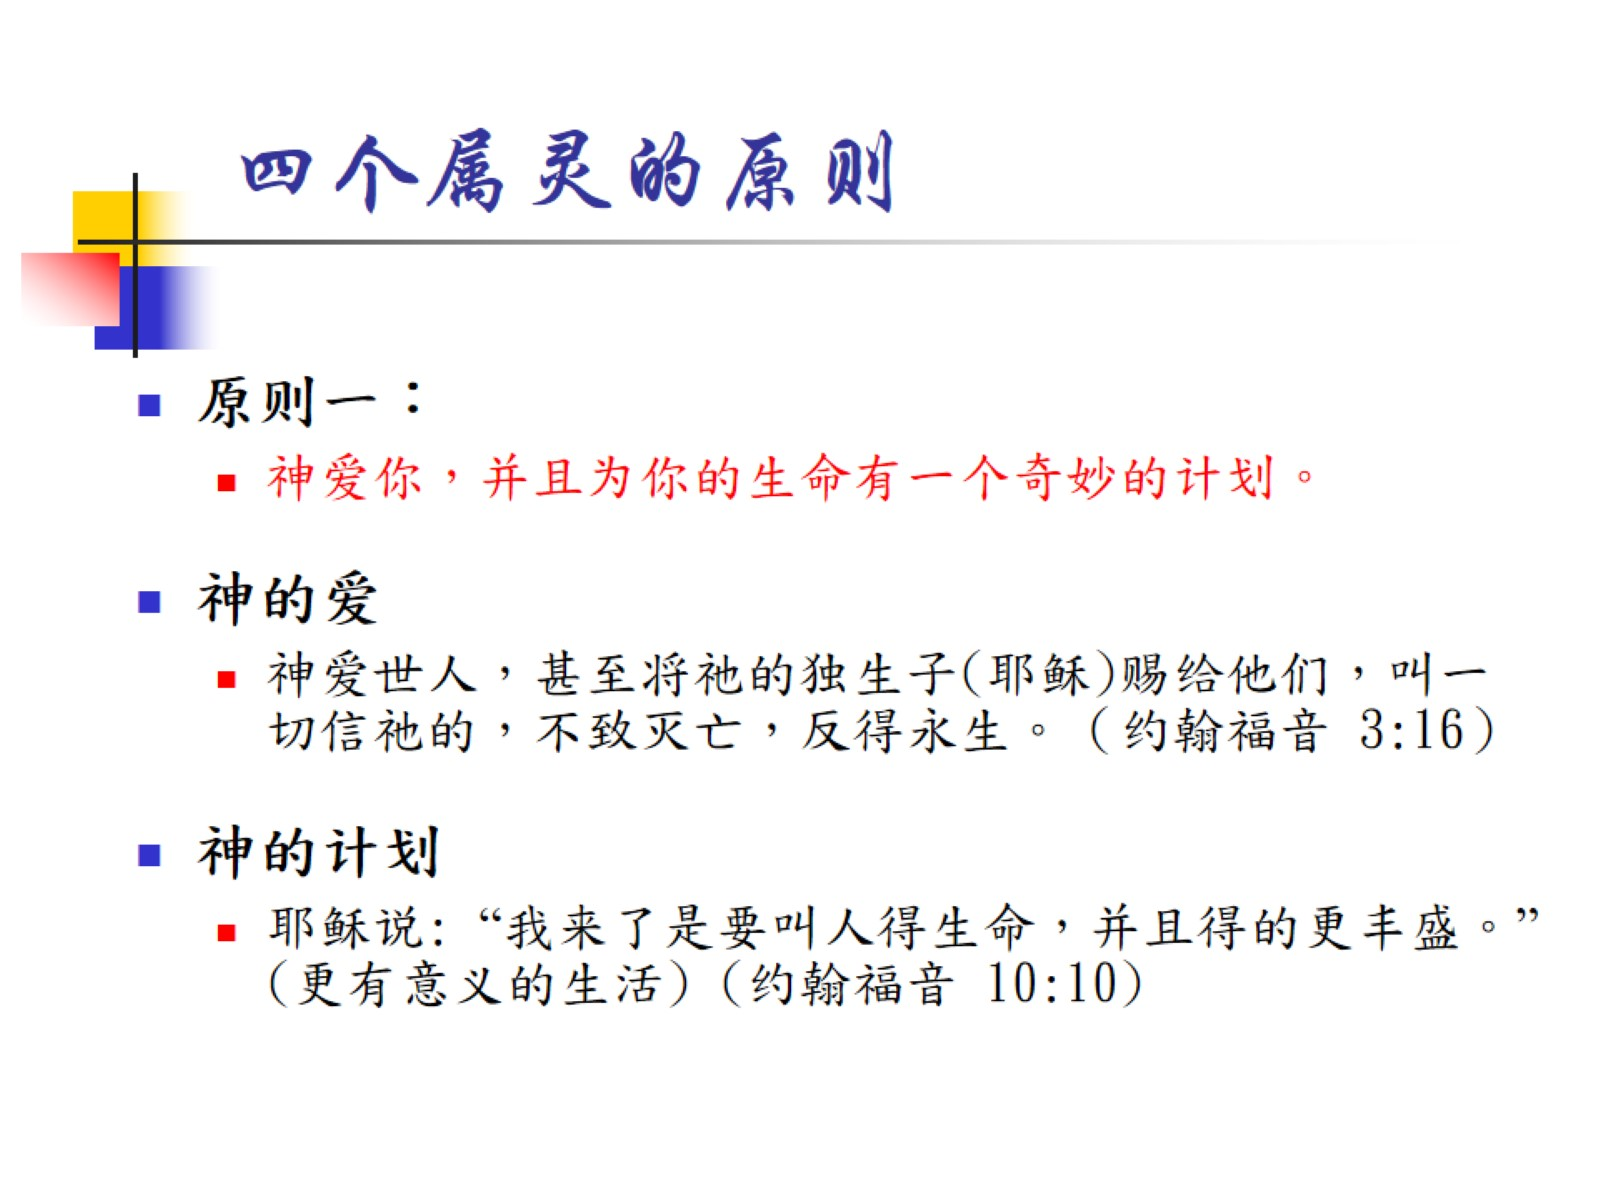 四个属灵的原则
原则一：
神爱你，并且为你的生命有一个奇妙的计划。
神的爱
神爱世人，甚至将祂的独生子(耶稣)赐给他们，叫一
切信祂的，不致灭亡，反得永生。（约翰福音 3:16）
神的计划
耶稣说:“我来了是要叫人得生命，并且得的更丰盛。”
(更有意义的生活)(约翰福音 10:10)